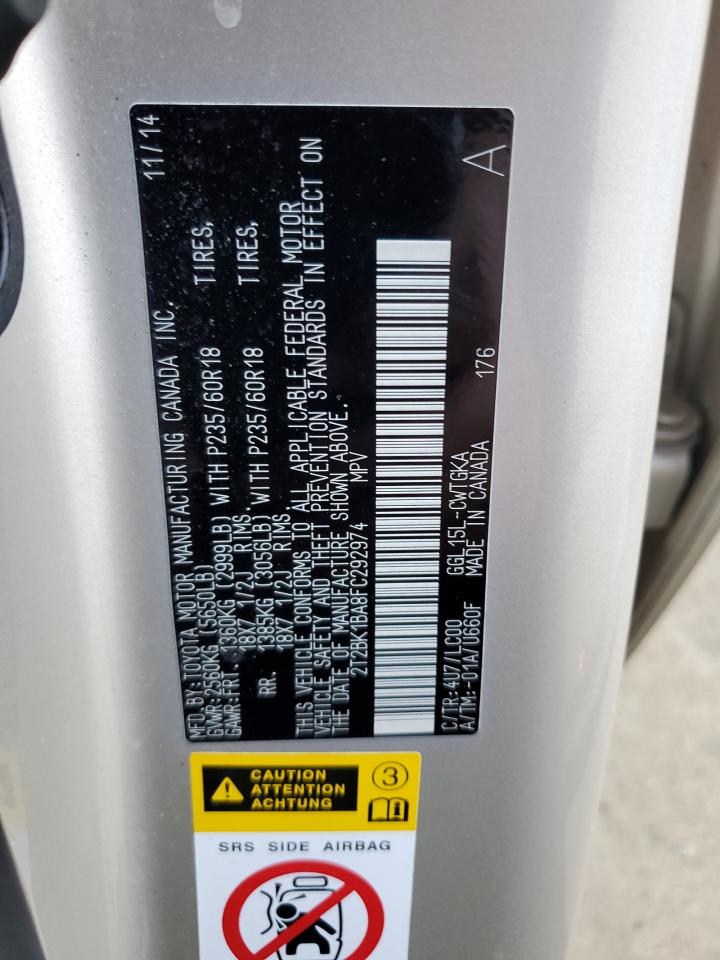 MFD. BY: TOYOTA MOTOR MANUFACTURING CANADA INC. 11/14
GVWR: 2560KG (5650LB)
GAWR: FRT. 1360KG (2999LB) WITH P235/60R18 TIRES,
18X7 1/2J RIMS.
RR. 1385KG (3056LB) WITH P235/60R18 TIRES,
18X7 1/2J RIMS.
THIS VEHICLE CONFORMS TO ALL APPLICABLE FEDERAL MOTOR
VEHICLE SAFETY AND THEFT PREVENTION STANDARDS IN EFFECT ON
THE DATE OF MANUFACTURE SHOWN ABOVE.
2T2BK1BA8FC292974 MPV
C/TR: 4U7/LC00 GGL15L-CWTGKA 176 A
A/TM: -01A/U660F MADE IN CANADA
CAUTION
ATTENTION
ACHTUNG
3
SRS SIDE AIRBAG